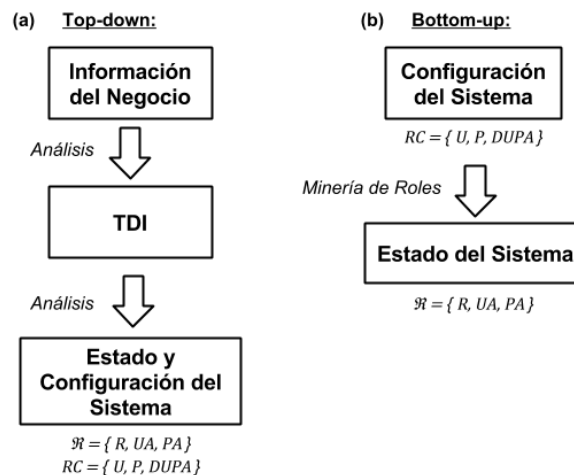 (a) Top-down:
Información
del Negocio
Análisis
TDI
Análisis
Estado y
Configuración del
Sistema
ℜ = { R, UA, PA }
RC = { U, P, DUPA }
(b) Bottom-up:
Configuración
del Sistema
RC = { U, P, DUPA }
Minería de Roles
Estado del Sistema
ℜ = { R, UA, PA }